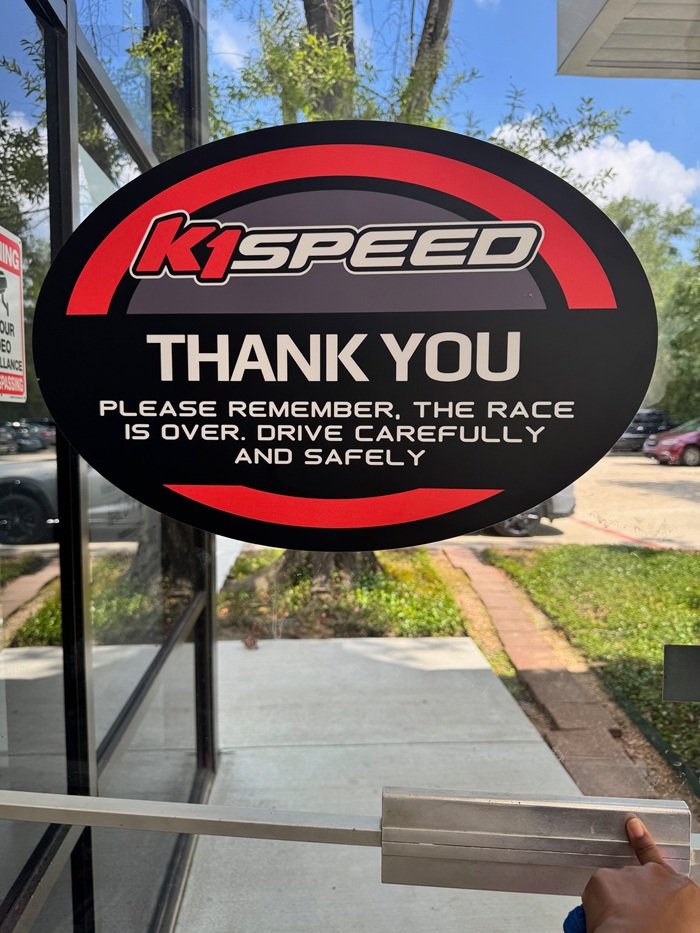 K1SPEED
THANK YOU
PLEASE REMEMBER, THE RACE
IS OVER. DRIVE CAREFULLY
AND SAFELY